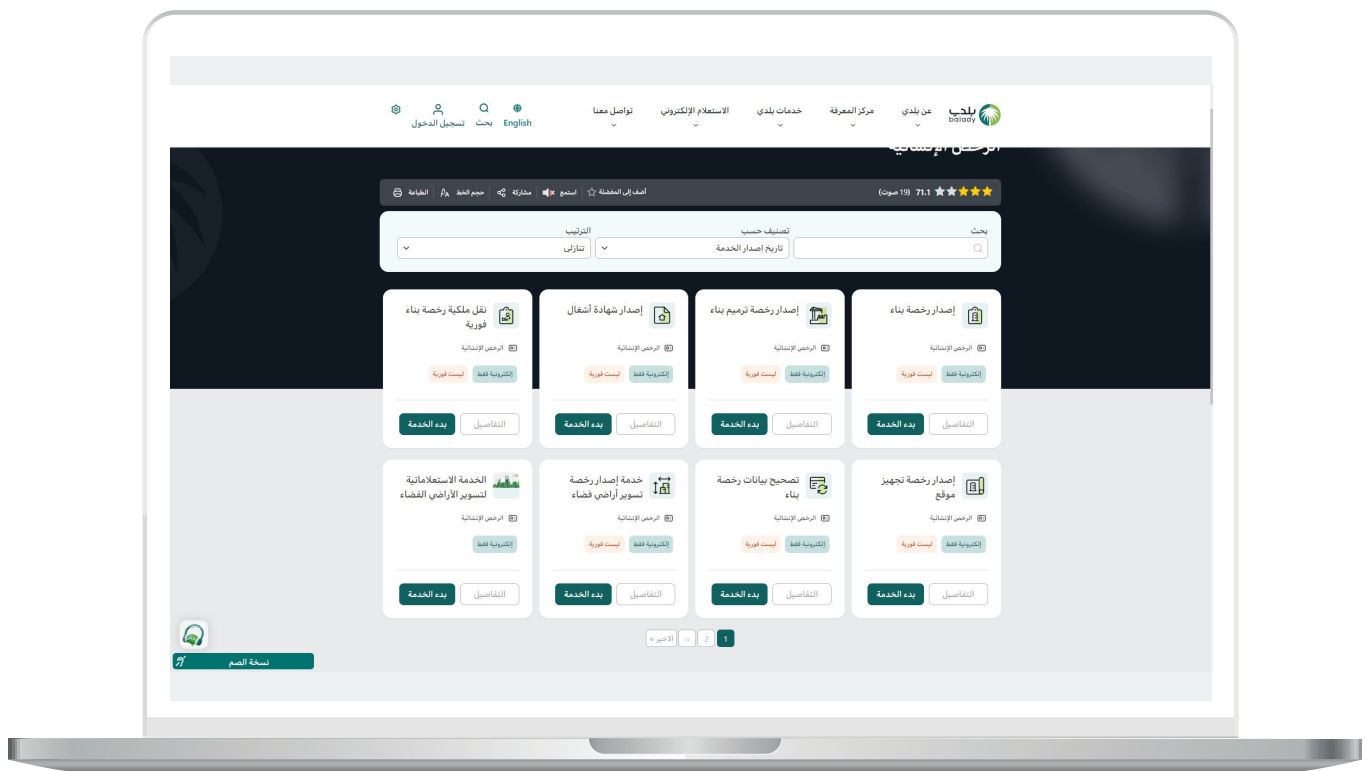 بلدي
balady
عن بلدي
مركز المعرفة
خدمات بلدي
الاستعلام الإلكتروني
تواصل معنا
English
بحث
تسجيل الدخول
الرخص الإنشائية
71.1 (19 صوت)
أضف إلى المفضلة
استمع
مشاركة
حجم الخط
الطباعة
بحث
تصنيف حسب
تاريخ إصدار الخدمة
الترتيب
تنازلي
إصدار رخصة بناء
الرخص الإنشائية
إلكترونية فقط
ليست فورية
التفاصيل
بدء الخدمة
إصدار رخصة ترميم بناء
الرخص الإنشائية
إلكترونية فقط
ليست فورية
التفاصيل
بدء الخدمة
إصدار شهادة أشغال
الرخص الإنشائية
إلكترونية فقط
ليست فورية
التفاصيل
بدء الخدمة
نقل ملكية رخصة بناء
فورية
الرخص الإنشائية
إلكترونية فقط
ليست فورية
التفاصيل
بدء الخدمة
إصدار رخصة تجهيز
موقع
الرخص الإنشائية
إلكترونية فقط
ليست فورية
التفاصيل
بدء الخدمة
تصحيح بيانات رخصة
بناء
الرخص الإنشائية
إلكترونية فقط
ليست فورية
التفاصيل
بدء الخدمة
خدمة إصدار رخصة
تسوير أراضي فضاء
الرخص الإنشائية
إلكترونية فقط
ليست فورية
التفاصيل
بدء الخدمة
الخدمة الاستعلاماتية
لتسوير الأراضي الفضاء
الرخص الإنشائية
إلكترونية فقط
التفاصيل
بدء الخدمة
1
2
››
الاخير »
نسخة الصم